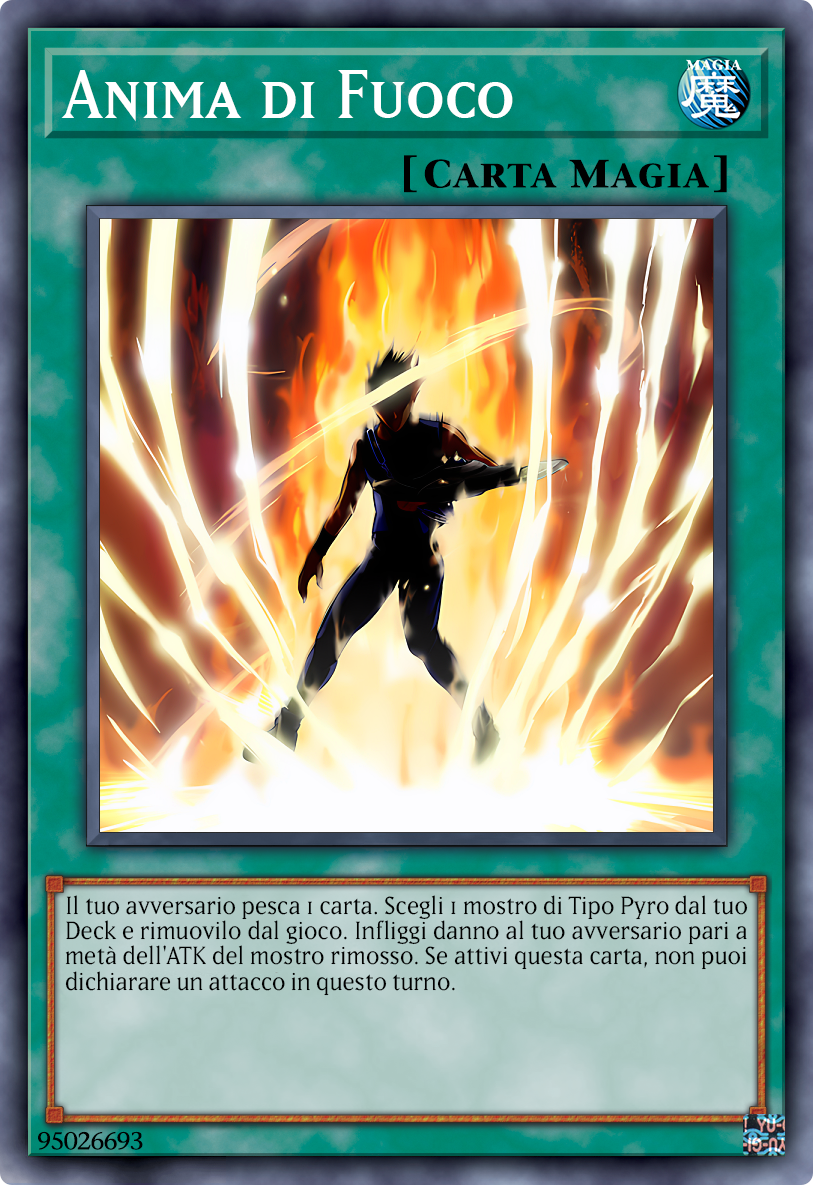 ANIMA DI FUOCO
MAGIA
魔
[CARTA MAGIA]
Il tuo avversario pesca 1 carta. Scegli 1 mostro di Tipo Pyro dal tuo
Deck e rimuovilo dal gioco. Infliggi danno al tuo avversario pari a
metà dell'ATK del mostro rimosso. Se attivi questa carta, non puoi
dichiarare un attacco in questo turno.
95026693